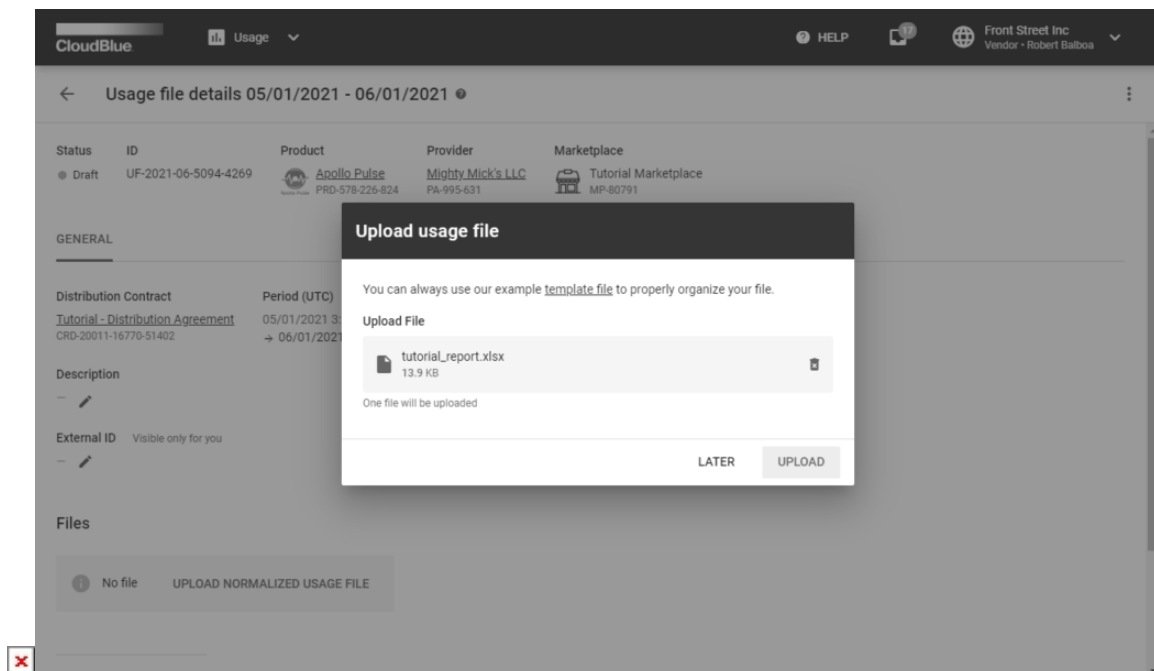 CloudBlue
Usage
HELP
17
Front Street Inc
Vendor • Robert Balboa
Usage file details 05/01/2021 - 06/01/2021
Status
ID
Product
Provider
Marketplace
Draft
UF-2021-06-5094-4269
Apollo Pulse
PRD-578-226-824
Mighty Mick's LLC
PA-995-631
Tutorial Marketplace
MP-80791
GENERAL
Distribution Contract
Period (UTC)
Tutorial - Distribution Agreement
CRD-20011-16770-51402
05/01/2021 3:
→ 06/01/2021
Description
–
External ID Visible only for you
–
Files
No file
UPLOAD NORMALIZED USAGE FILE
Upload usage file
You can always use our example template file to properly organize your file.
Upload File
tutorial_report.xlsx
13.9 KB
One file will be uploaded
LATER
UPLOAD